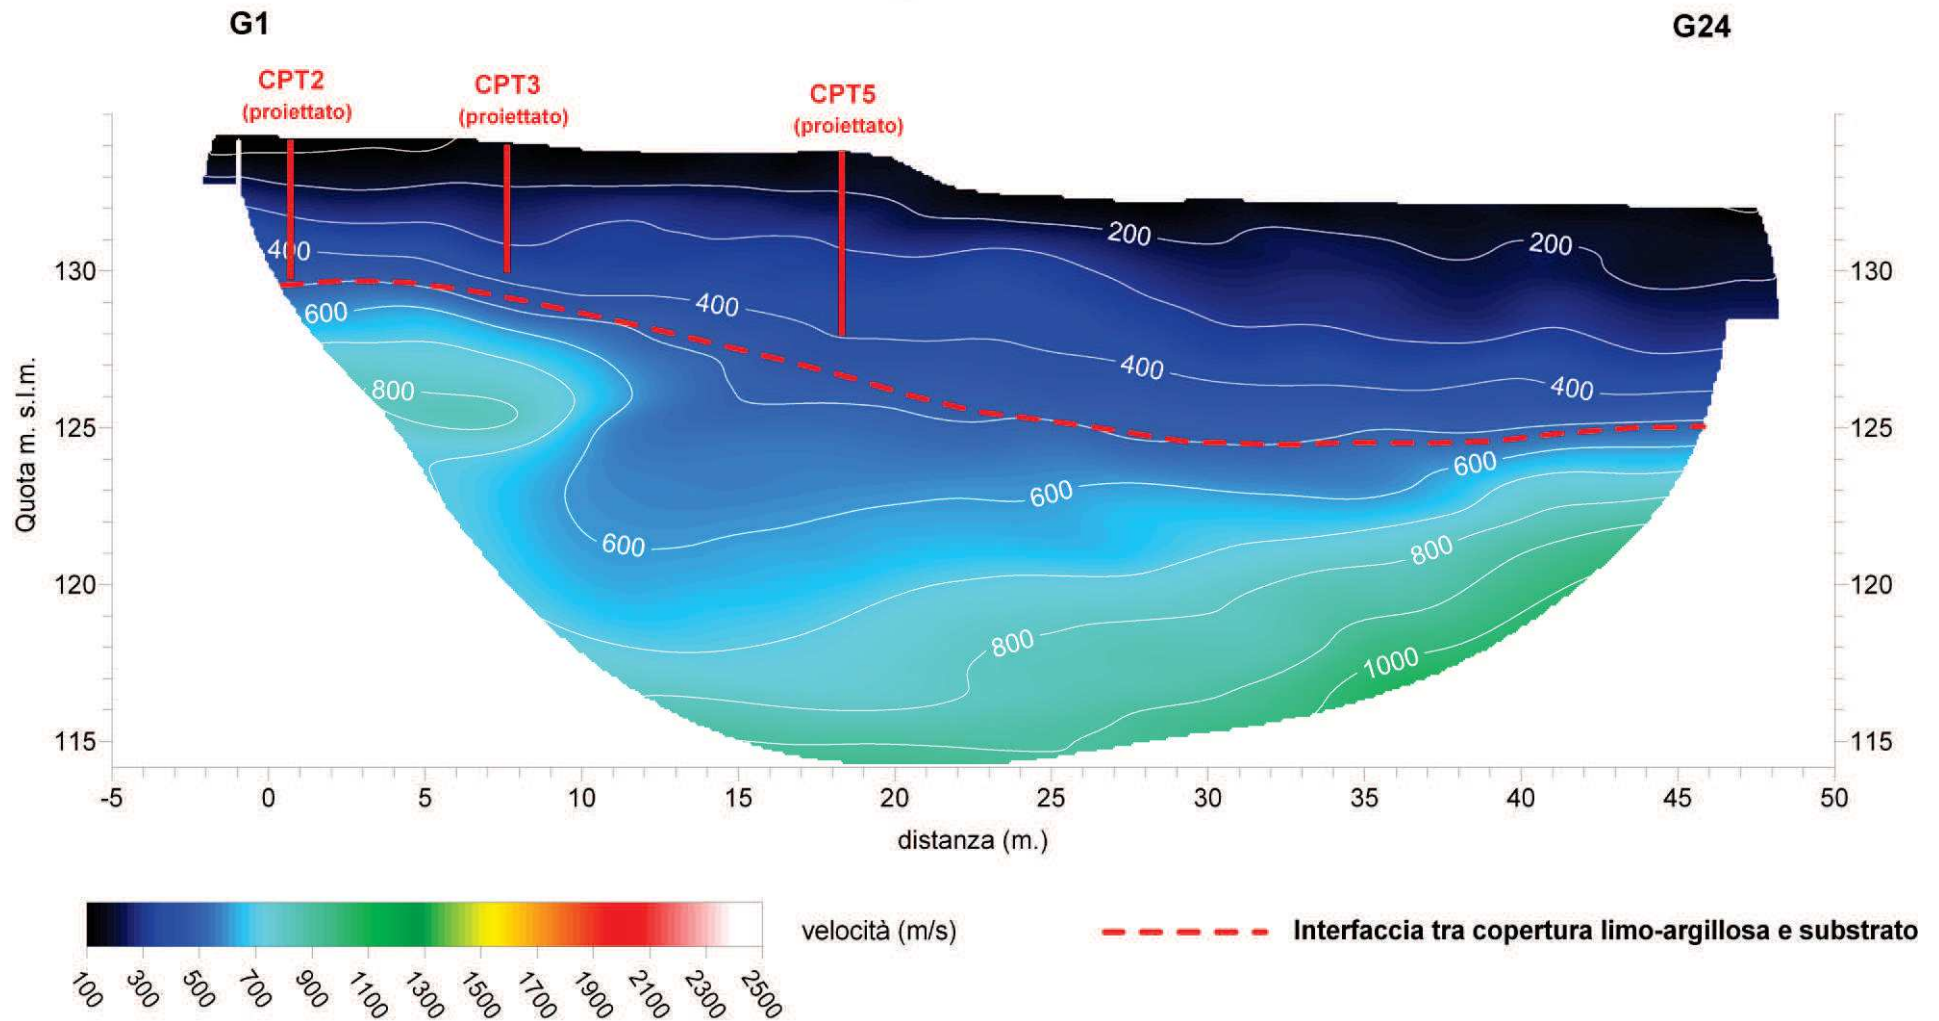 G1
G24
CPT2
(proiettato)
CPT3
(proiettato)
CPT5
(proiettato)
200
200
400
400
400
400
600
600
600
600
800
800
800
1000
130
125
120
115
130
125
120
115
Quota m. s.l.m.
-5 0 5 10 15 20 25 30 35 40 45 50
distanza (m.)
velocità (m/s)
Interfaccia tra copertura limo-argillosa e substrato
100 300 500 700 900 1100 1300 1500 1700 1900 2100 2300 2500